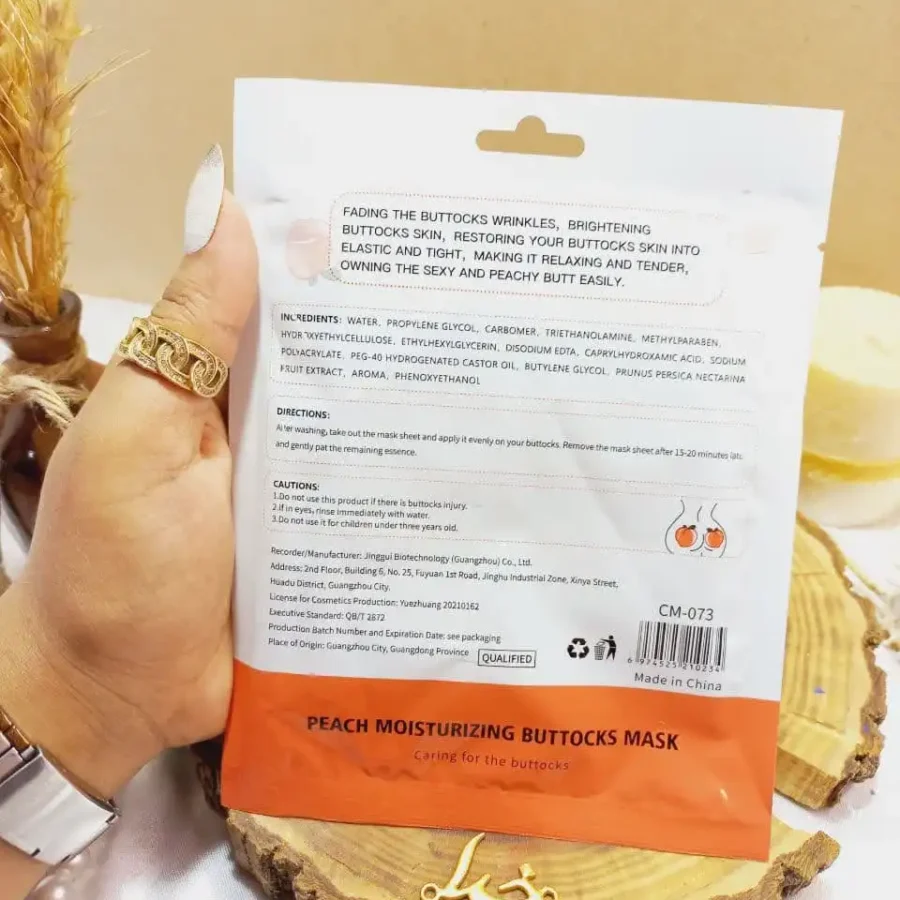 FADING THE BUTTOCKS WRINKLES, BRIGHTENING
BUTTOCKS SKIN, RESTORING YOUR BUTTOCKS SKIN INTO
ELASTIC AND TIGHT, MAKING IT RELAXING AND TENDER,
OWNING THE SEXY AND PEACHY BUTT EASILY.
INGREDIENTS: WATER, PROPYLENE GLYCOL, CARBOMER, TRIETHANOLAMINE, METHYLPARABEN,
HYDROXYETHYLCELLULOSE, ETHYLHEXYLGLYCERIN, DISODIUM EDTA, CAPRYLHYDROXAMIC ACID, SODIUM
POLYACRYLATE, PEG-40 HYDROGENATED CASTOR OIL, BUTYLENE GLYCOL, PRUNUS PERSICA NECTARINA
FRUIT EXTRACT, AROMA, PHENOXYETHANOL
DIRECTIONS:
After washing, take out the mask sheet and apply it evenly on your buttocks. Remove the mask sheet after 15-20 minutes
and gently pat the remaining essence.
CAUTIONS:
1.Do not use this product if there is buttocks injury.
2.If in eyes, rinse immediately with water.
3.Do not use it for children under three years old.
Recorder/Manufacturer: Jinggui Biotechnology (Guangzhou) Co., Ltd.
Address: 2nd Floor, Building 6, No. 25, Fuyuan 1st Road, Jinghu Industrial Zone, Xinya Street,
Huadu District, Guangzhou City.
License for Cosmetics Production: Yuezhuang 20210162
Executive Standard: QB/T 2872
Production Batch Number and Expiration Date: see packaging
Place of Origin: Guangzhou City, Guangdong Province
QUALIFIED
CM-073
6 974525 210234
Made in China
PEACH MOISTURIZING BUTTOCKS MASK
Caring for the buttocks